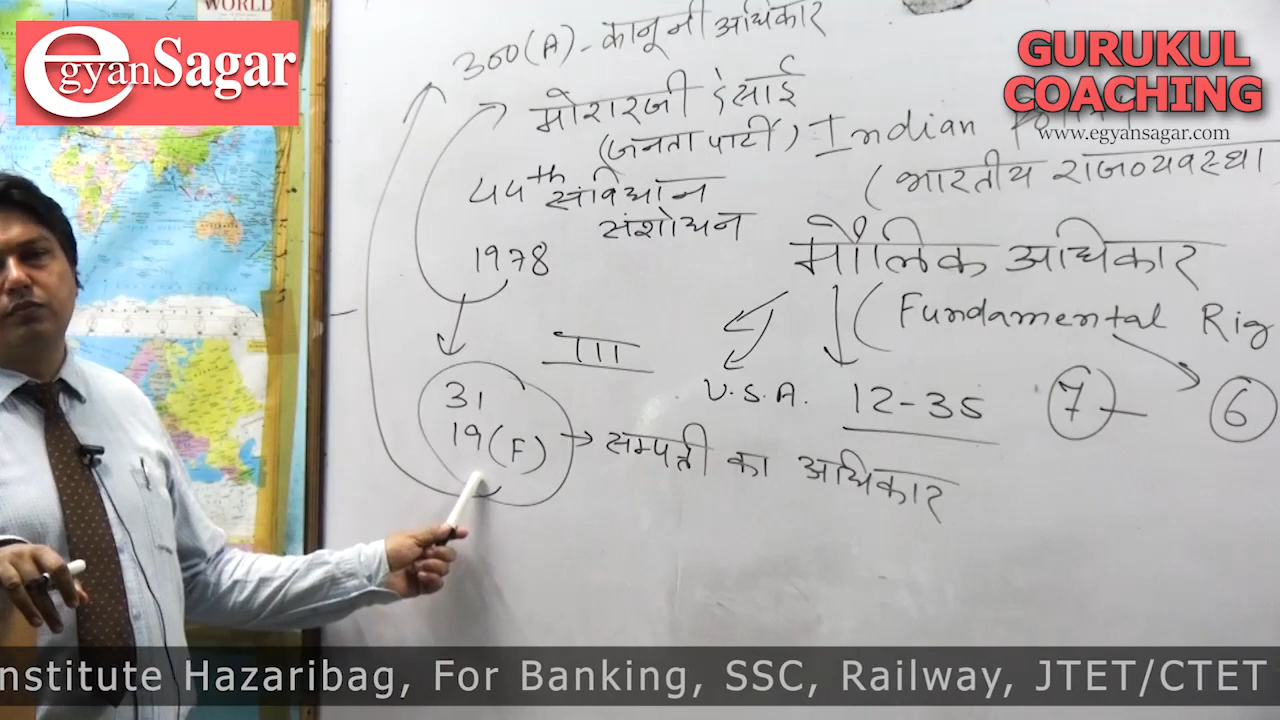 WORLD
egyanSagar
GURUKUL
COACHING
www.egyansagar.com
300(A) - कानूनी अधिकार
मोरारजी देसाई
(जनता पार्टी)
44th संविधान
संशोधन
1978
Indian
(भारतीय राजव्यवस्था
मौलिक अधिकार
(Fundamental Rig
III
U.S.A.
12-35
7
6
31
19(F) → सम्पत्ती का अधिकार
nstitute Hazaribag, For Banking, SSC, Railway, JTET/CTET